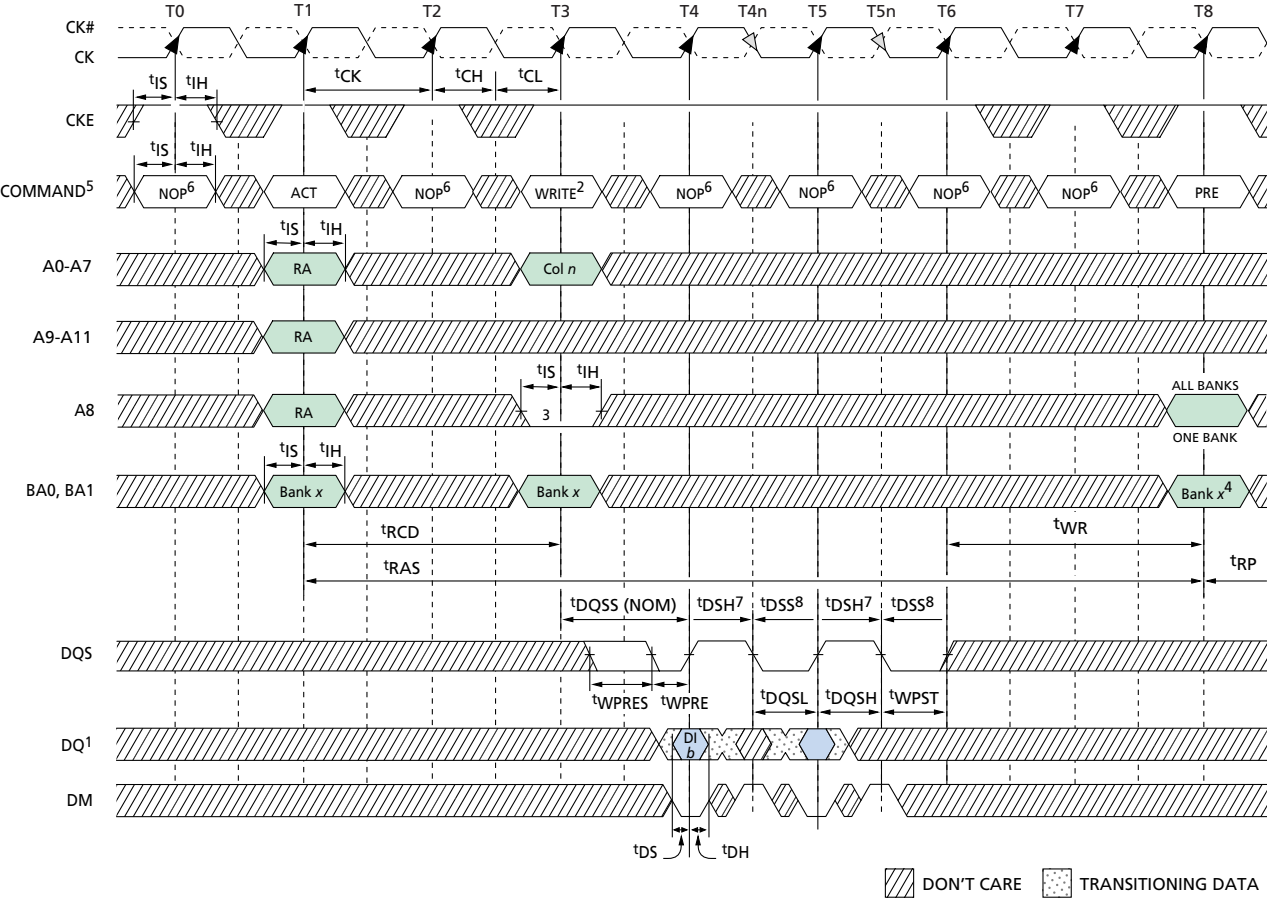 T0 T1 T2 T3 T4 T4n T5 T5n T6 T7 T8
CK#
CK
tIS tIH tCK tCH tCL
CKE
tIS tIH
COMMAND5 NOP6 ACT NOP6 WRITE2 NOP6 NOP6 NOP6 NOP6 PRE
tIS tIH
A0-A7 RA Col n
A9-A11 RA
tIS tIH ALL BANKS
A8 RA 3
ONE BANK
tIS tIH
BA0, BA1 Bank x Bank x Bank x4
tRCD tWR
tRAS tRP
tDQSS (NOM) tDSH7 tDSS8 tDSH7 tDSS8
DQS
tWPRES tWPRE tDQSL tDQSH tWPST
DQ1 DI
b
DM
tDS tDH
DON'T CARE TRANSITIONING DATA